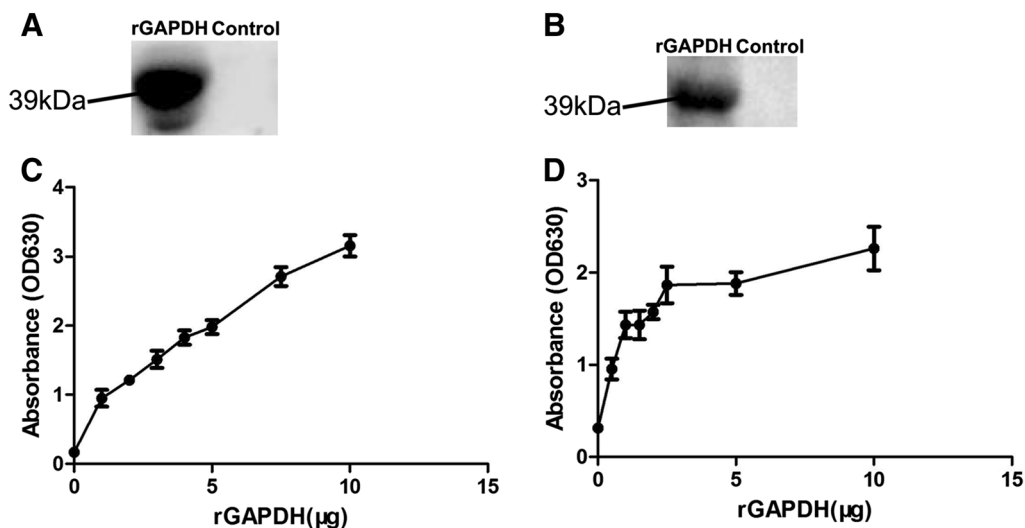 A
rGAPDH Control
39kDa
B
rGAPDH Control
39kDa
C
Absorbance (OD630)
4
3
2
1
0
0 5 10 15
rGAPDH(µg)
D
Absorbance (OD630)
3
2
1
0
0 5 10 15
rGAPDH(µg)